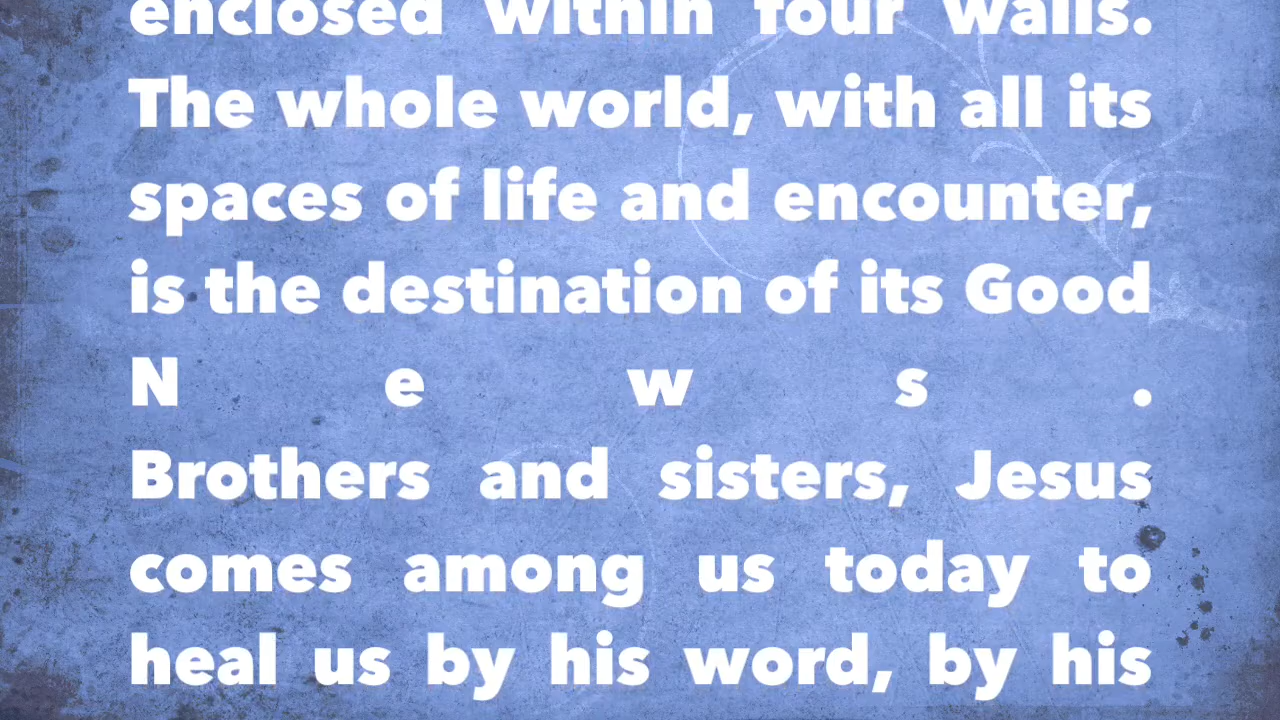 enclosed within four walls.
The whole world, with all its
spaces of life and encounter,
is the destination of its Good
N e w s .
Brothers and sisters, Jesus
comes among us today to
heal us by his word, by his